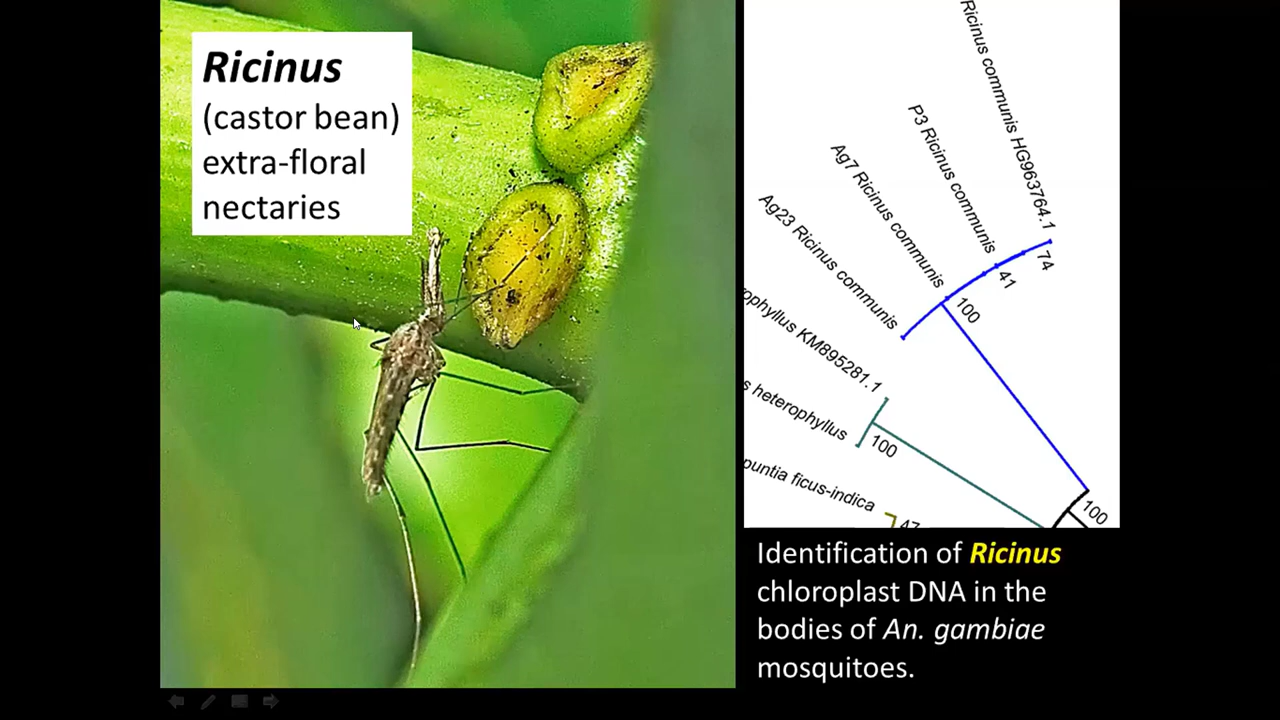 Ricinus
(castor bean)
extra-floral
nectaries
Ricinus communis HG963764.1
P3 Ricinus communis
Ag7 Ricinus communis
Ag23 Ricinus communis
74
41
100
ophyllus KM895281.1
s heterophyllus
100
puntia ficus-indica
47
100
Identification of Ricinus
chloroplast DNA in the
bodies of An. gambiae
mosquitoes.